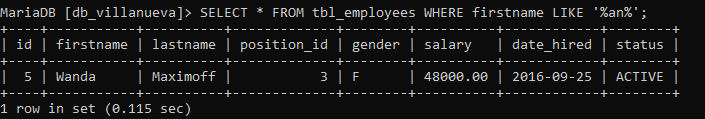 MariaDB [db_villanueva]> SELECT * FROM tbl_employees WHERE firstname LIKE '%an%';
+----+-----------+----------+-------------+--------+----------+------------+--------+
| id | firstname | lastname | position_id | gender | salary   | date_hired | status |
+----+-----------+----------+-------------+--------+----------+------------+--------+
|  5 | Wanda     | Maximoff |           3 | F      | 48000.00 | 2016-09-25 | ACTIVE |
+----+-----------+----------+-------------+--------+----------+------------+--------+
1 row in set (0.115 sec)